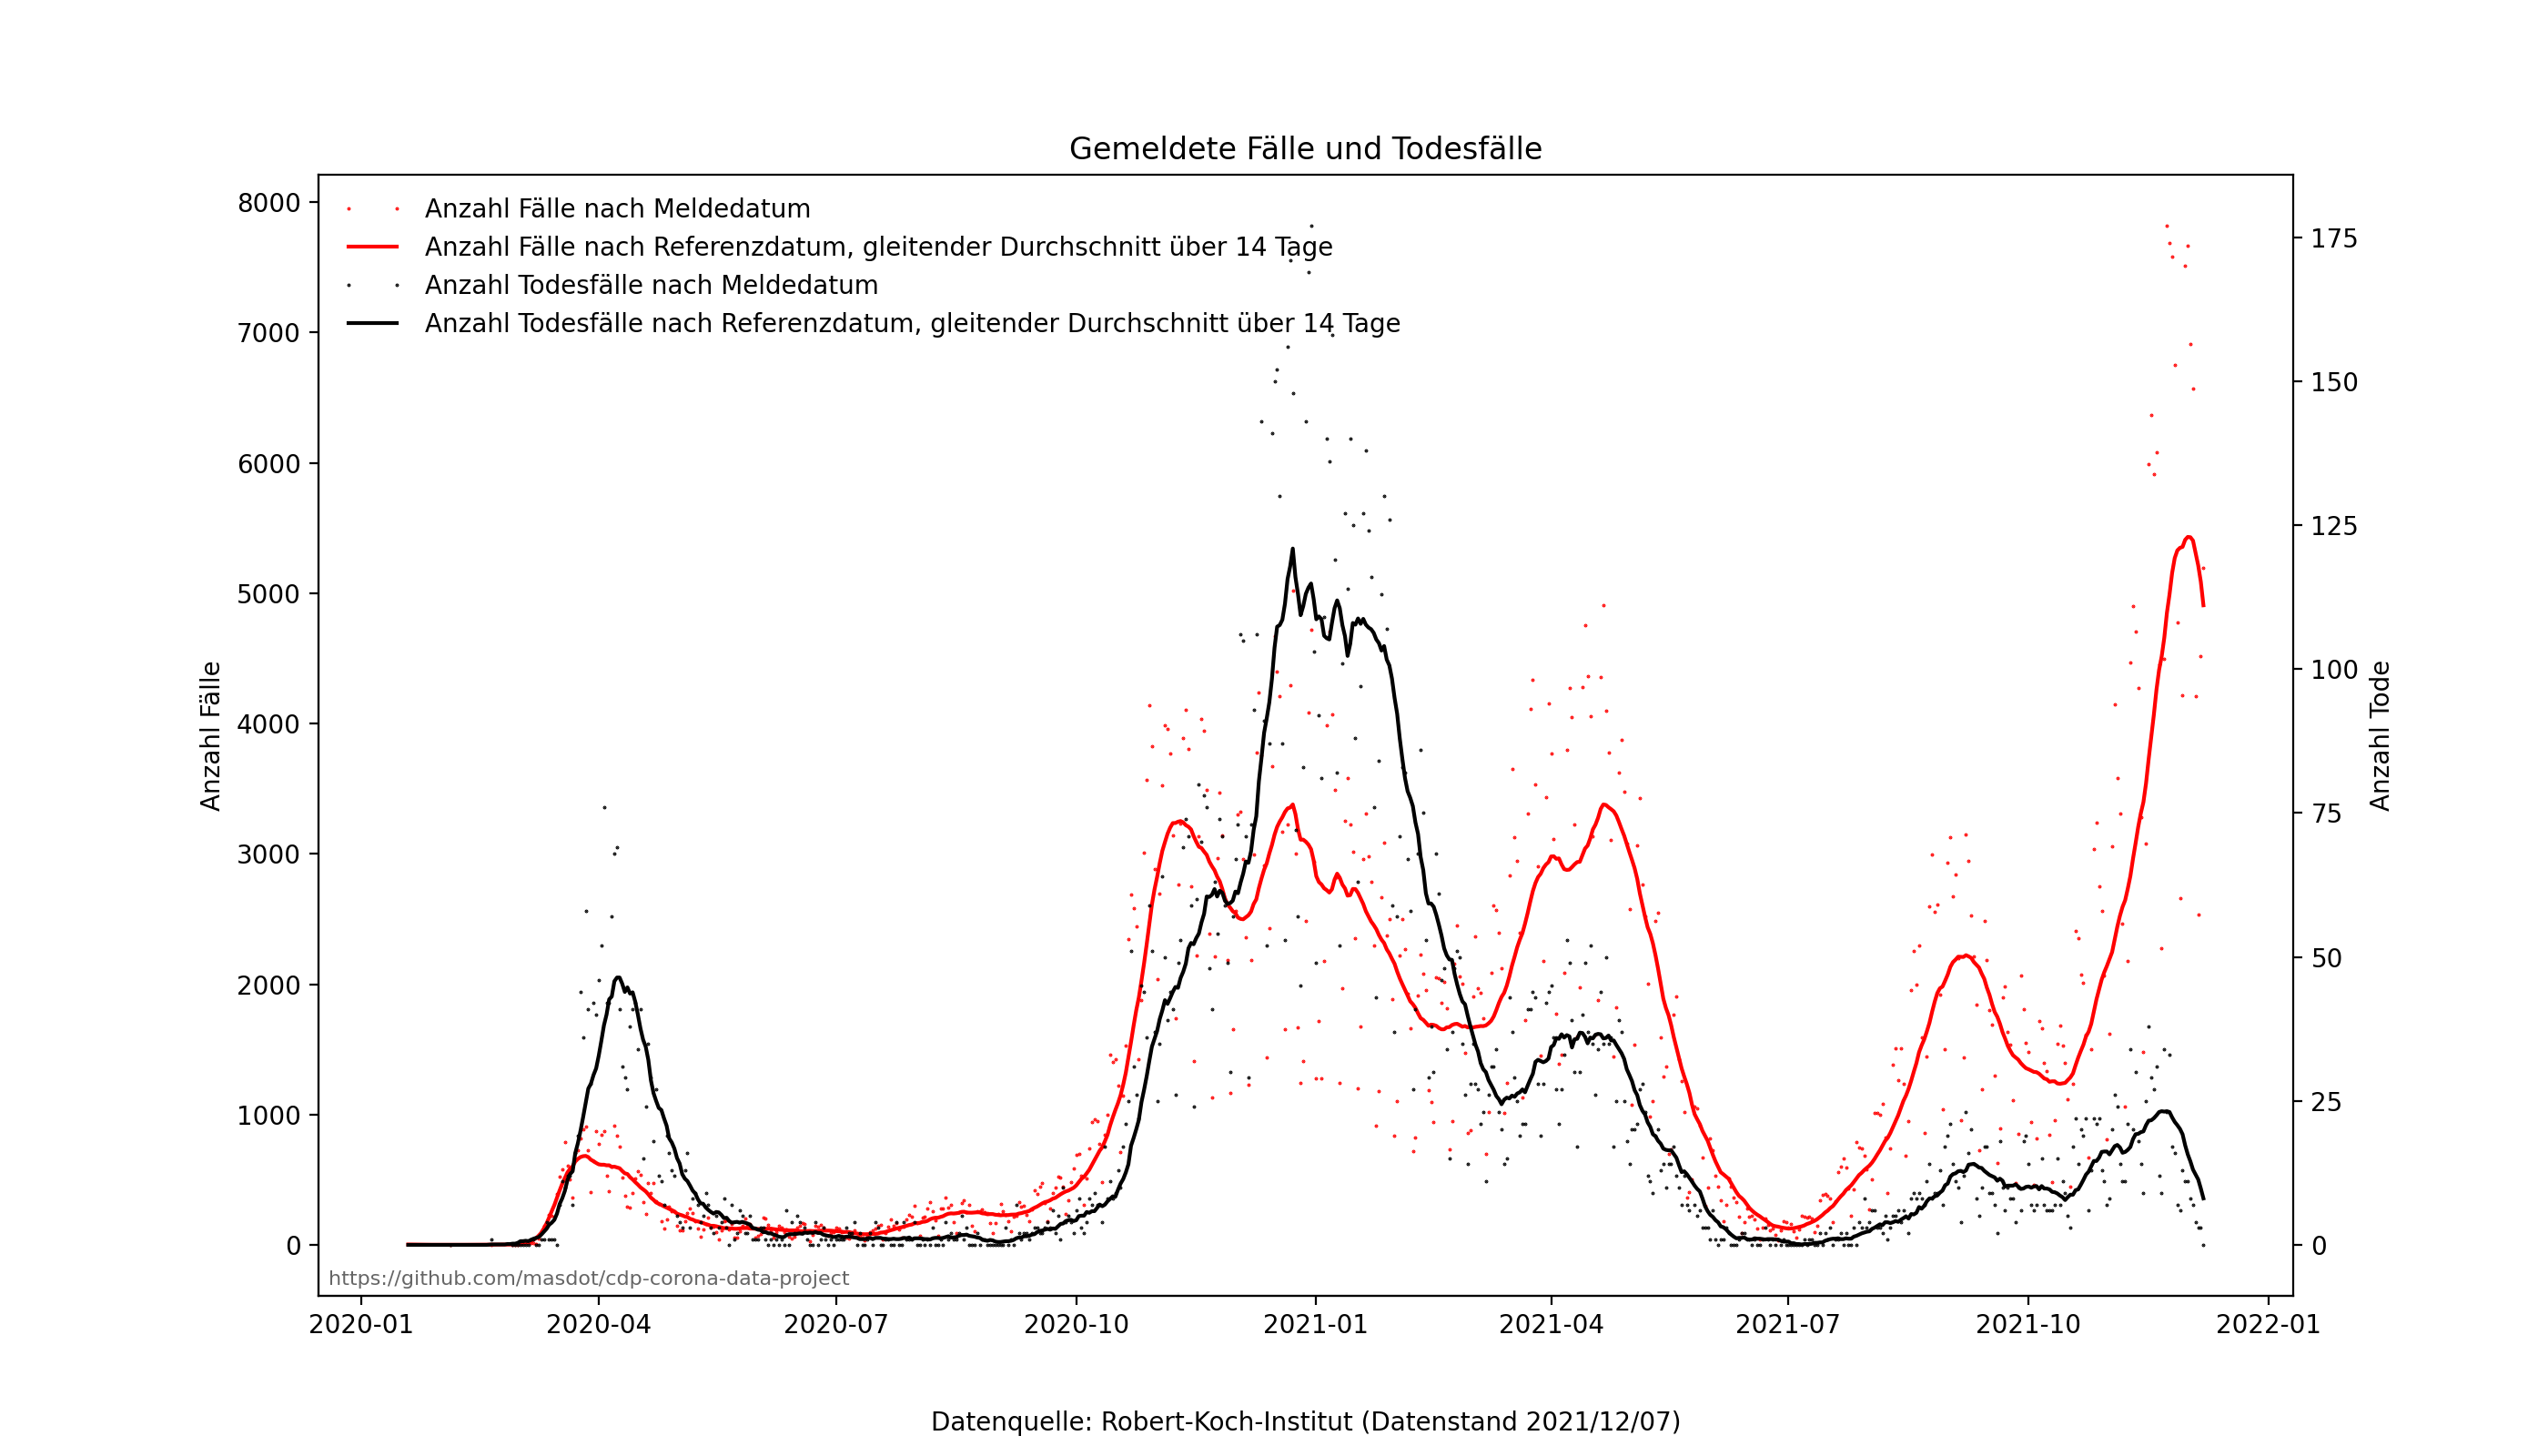 Gemeldete Fälle und Todesfälle
Anzahl Fälle nach Meldedatum
Anzahl Fälle nach Referenzdatum, gleitender Durchschnitt über 14 Tage
Anzahl Todesfälle nach Meldedatum
Anzahl Todesfälle nach Referenzdatum, gleitender Durchschnitt über 14 Tage
8000
7000
6000
5000
4000
3000
2000
1000
0
Anzahl Fälle
175
150
125
100
75
50
25
0
Anzahl Tode
https://github.com/masdot/cdp-corona-data-project
2020-01 2020-04 2020-07 2020-10 2021-01 2021-04 2021-07 2021-10 2022-01
Datenquelle: Robert-Koch-Institut (Datenstand 2021/12/07)